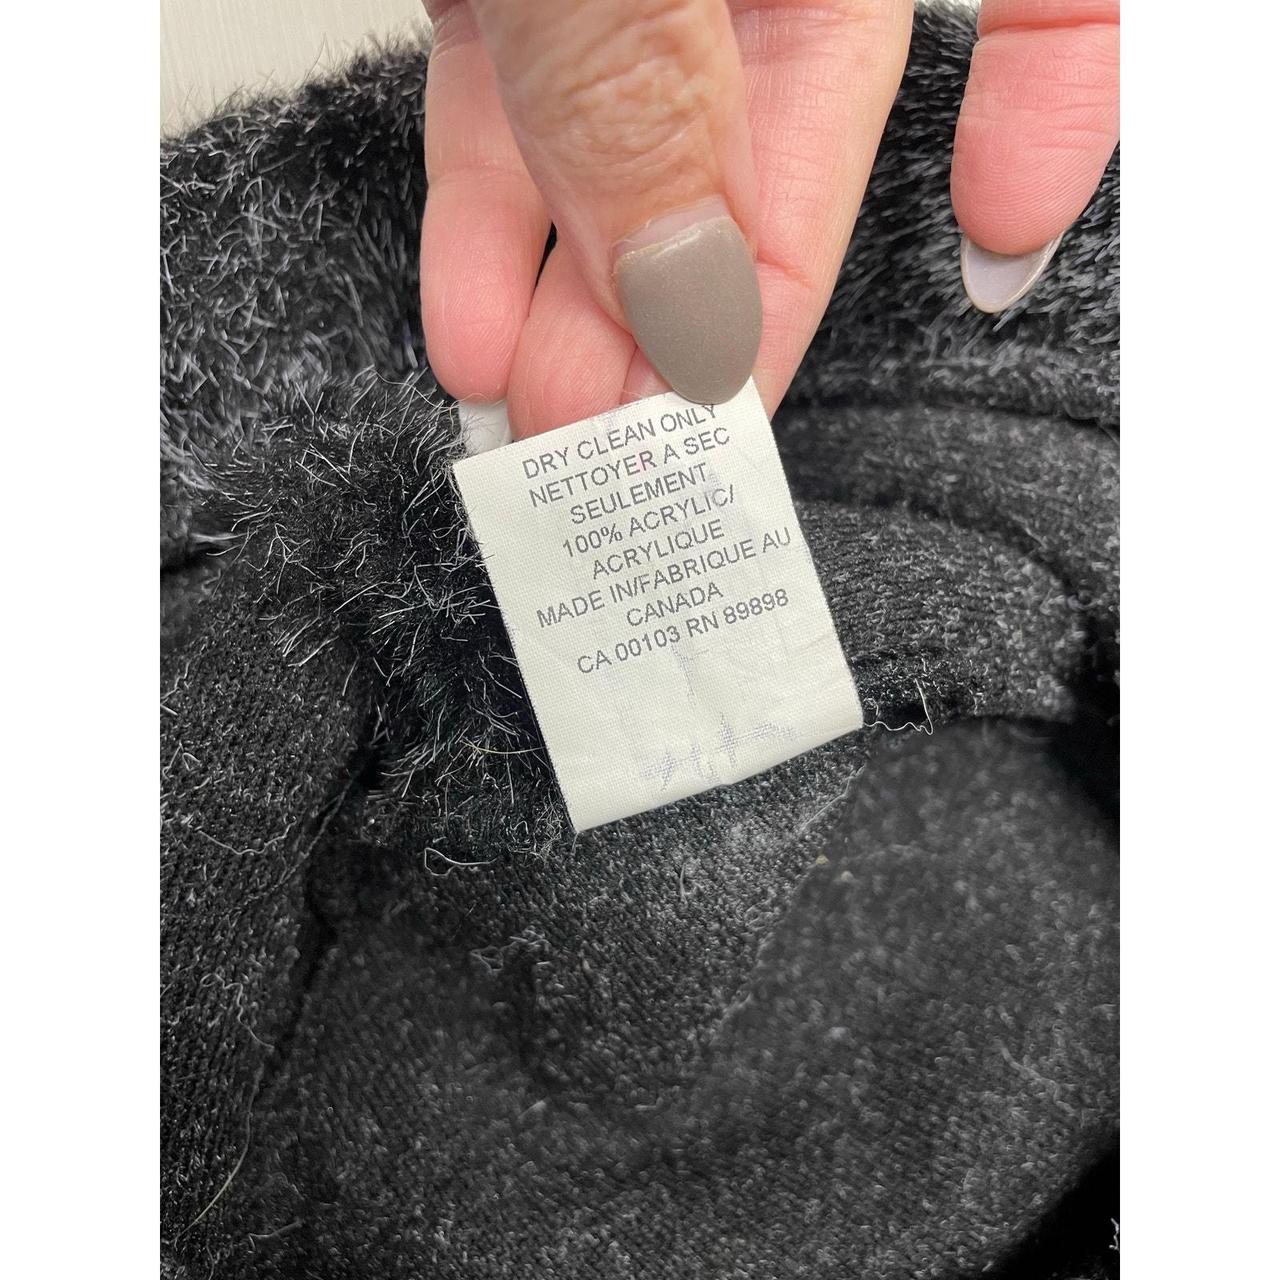 DRY CLEAN ONLY
NETTOYER A SEC
SEULEMENT
100% ACRYLIC/
ACRYLIQUE
MADE IN/FABRIQUE AU
CANADA
CA 00103 RN 89898